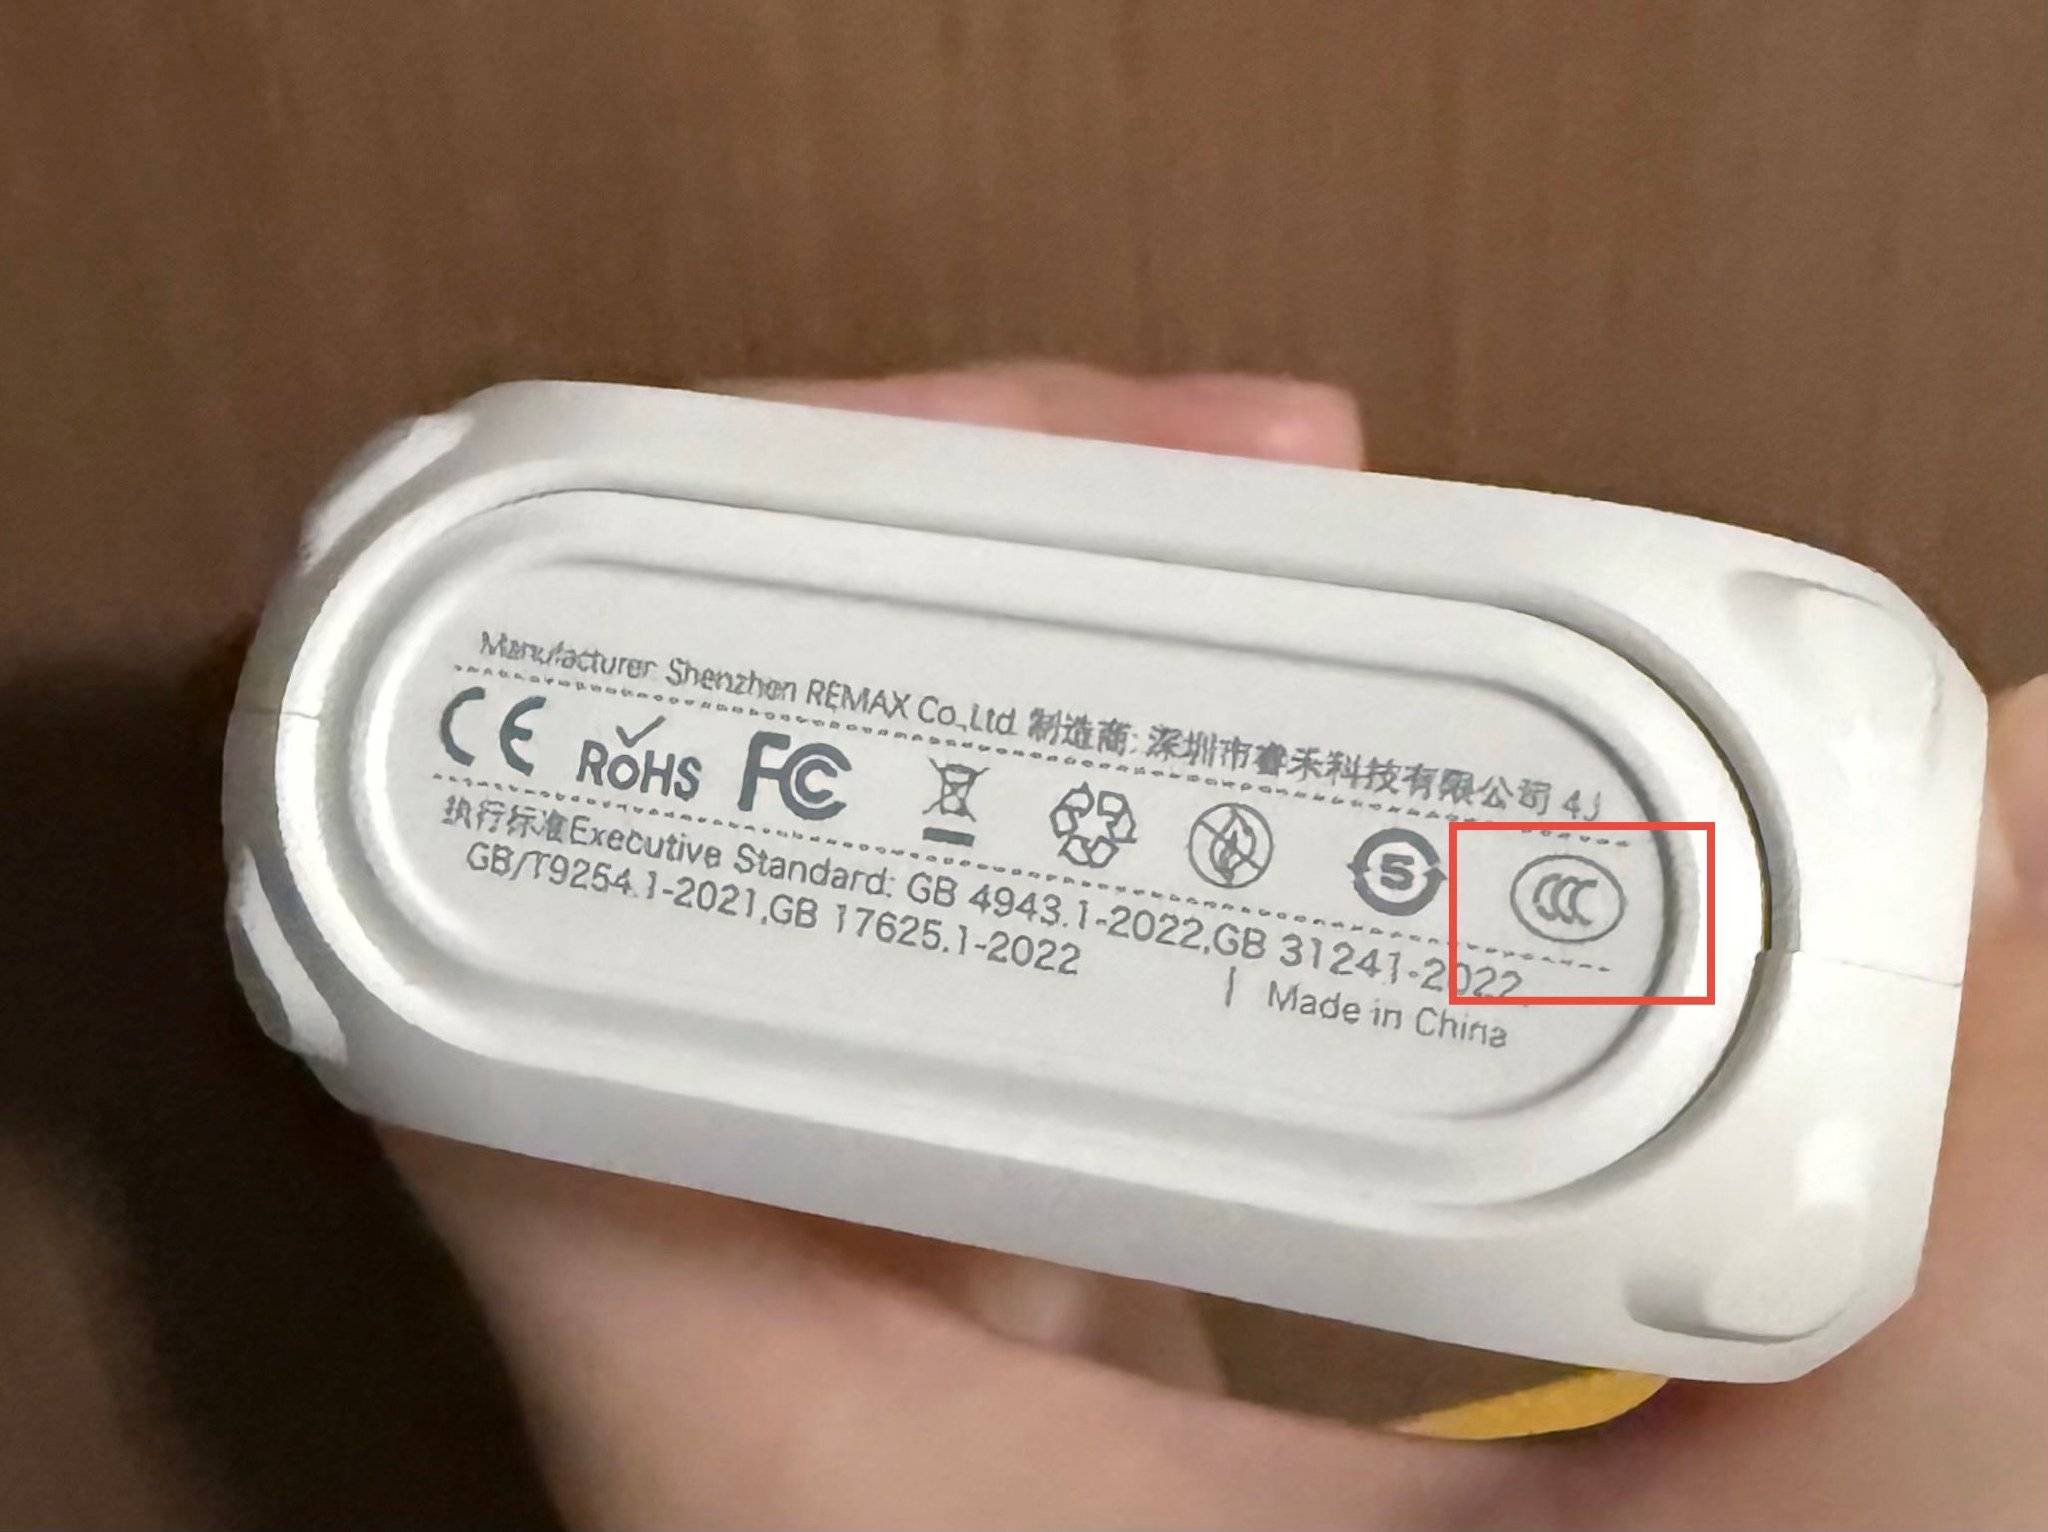 Manufacturer Shenzhen REMAX Co.,Ltd 制造商: 深圳市睿禾科技有限公司 4J
CE RoHS FC 5 CCC
执行标准Executive Standard: GB 4943.1-2022,GB 31241-2022,
GB/T9254.1-2021,GB 17625.1-2022
| Made in China